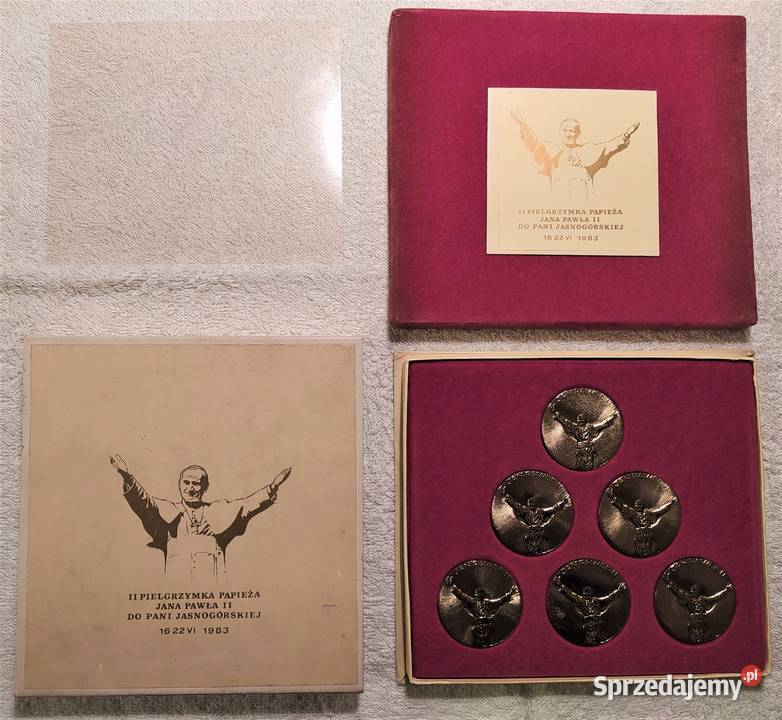 II PIELGRZYMKA PAPIEŻA
JANA PAWŁA II
DO PANI JASNOGÓRSKIEJ
16-22-VI 1983
II PIELGRZYMKA PAPIEŻA
JANA PAWŁA II
DO PANI JASNOGÓRSKIEJ
16-22-VI 1983
Sprzedajemy.pl